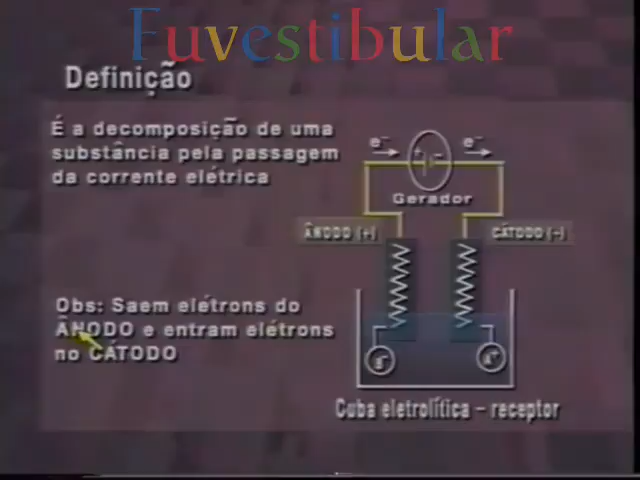 Fuvestibular
Definição
É a decomposição de uma
substância pela passagem
da corrente elétrica
e⁻
e⁻
+
-
Gerador
ÂNODO (+)
CÁTODO (-)
Obs: Saem elétrons do
ÂNODO e entram elétrons
no CÁTODO
Cuba eletrolítica - receptor